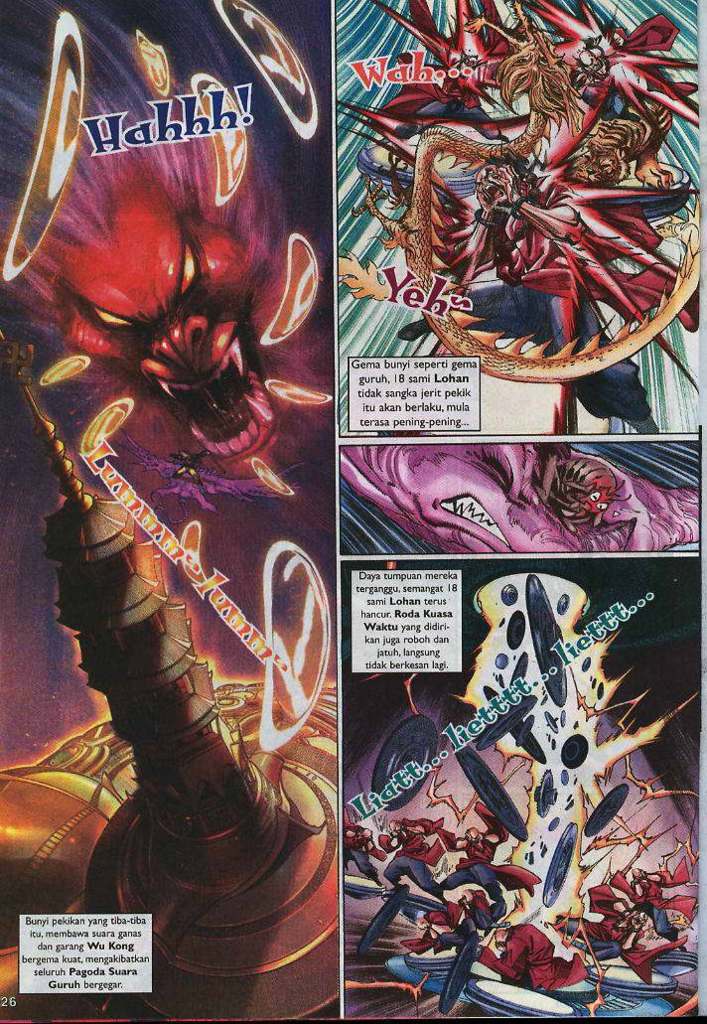 Hahhh!
Lummm...lumm...
Bunyi pekikan yang tiba-tiba
itu, membawa suara ganas
dan garang Wu Kong
bergema kuat, mengakibatkan
seluruh Pagoda Suara
Guruh bergegar.
26
Wah...
Yeh...
Gema bunyi seperti gema
guruh, 18 sami Lohan
tidak sangka jerit pekik
itu akan berlaku, mula
terasa pening-pening...
Daya tumpuan mereka
terganggu, semangat 18
sami Lohan terus
hancur. Roda Kuasa
Waktu yang didiri-
kan juga roboh dan
jatuh, langsung
tidak berkesan lagi.
Liatt...lietttt...liettt...